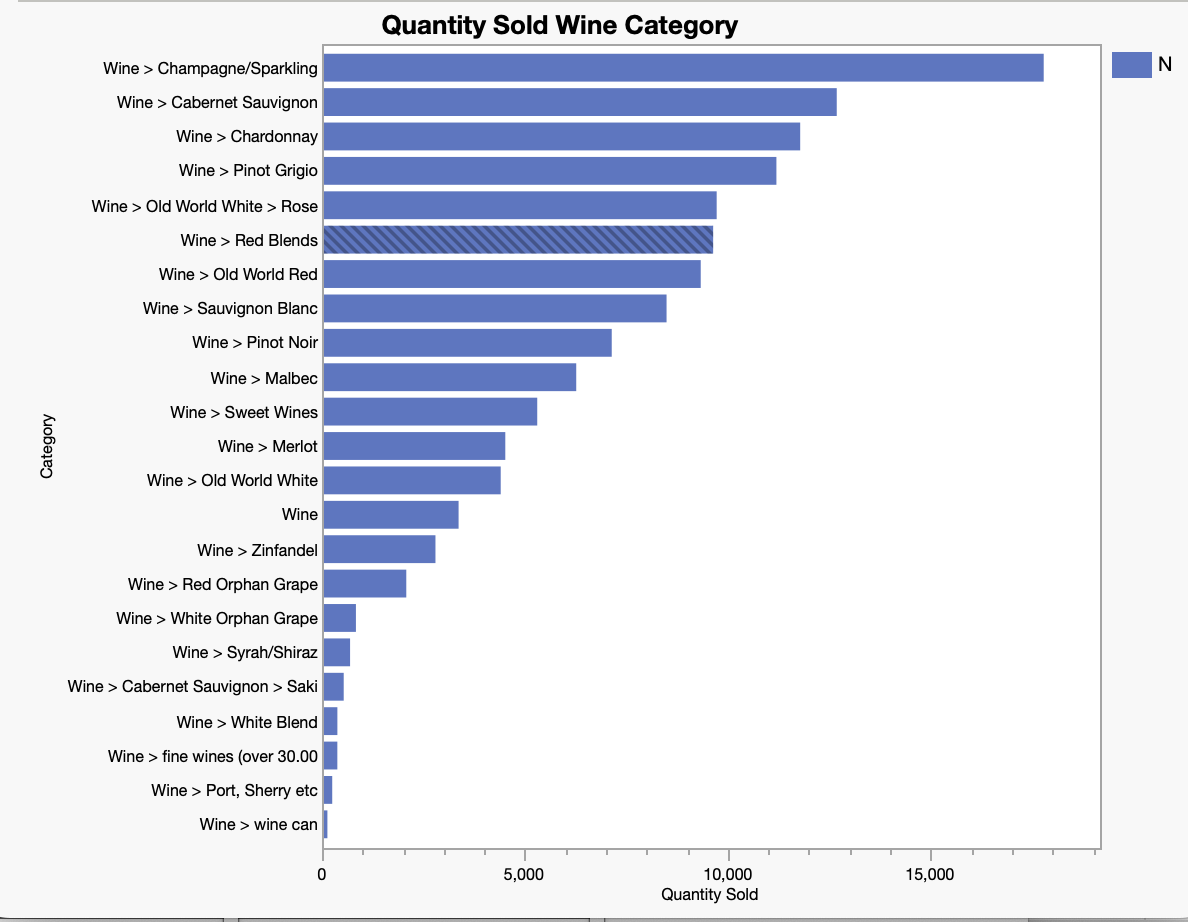 Quantity Sold Wine Category
N
Wine > Champagne/Sparkling
Wine > Cabernet Sauvignon
Wine > Chardonnay
Wine > Pinot Grigio
Wine > Old World White > Rose
Wine > Red Blends
Wine > Old World Red
Wine > Sauvignon Blanc
Wine > Pinot Noir
Wine > Malbec
Wine > Sweet Wines
Wine > Merlot
Wine > Old World White
Wine
Wine > Zinfandel
Wine > Red Orphan Grape
Wine > White Orphan Grape
Wine > Syrah/Shiraz
Wine > Cabernet Sauvignon > Saki
Wine > White Blend
Wine > fine wines (over 30.00
Wine > Port, Sherry etc
Wine > wine can
Category
0 5,000 10,000 15,000
Quantity Sold